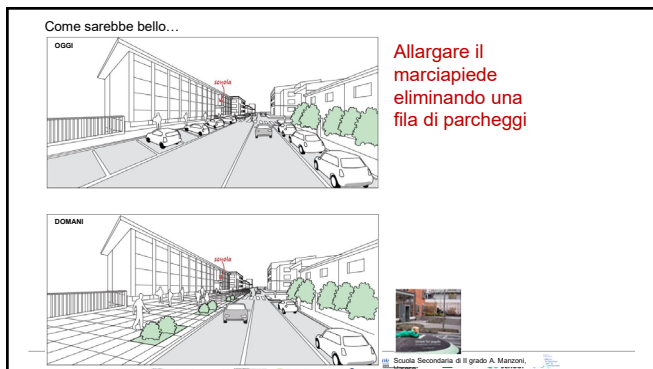 Come sarebbe bello…
OGGI
scuola
Allargare il
marciapiede
eliminando una
fila di parcheggi
DOMANI
scuola
Scuola Secondaria di II grado A. Manzoni,